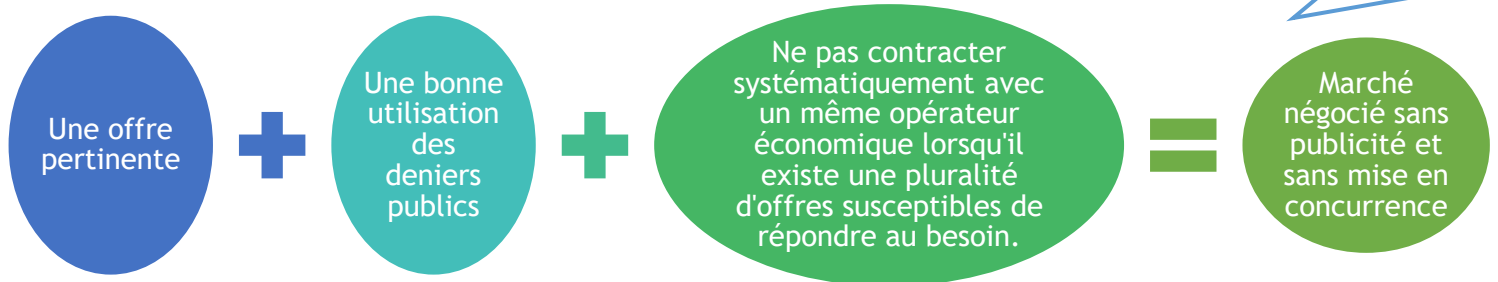 Une offre
pertinente
Une bonne
utilisation
des
deniers
publics
Ne pas contracter
systématiquement avec
un même opérateur
économique lorsqu'il
existe une pluralité
d'offres susceptibles de
répondre au besoin.
Marché
négocié sans
publicité et
sans mise en
concurrence